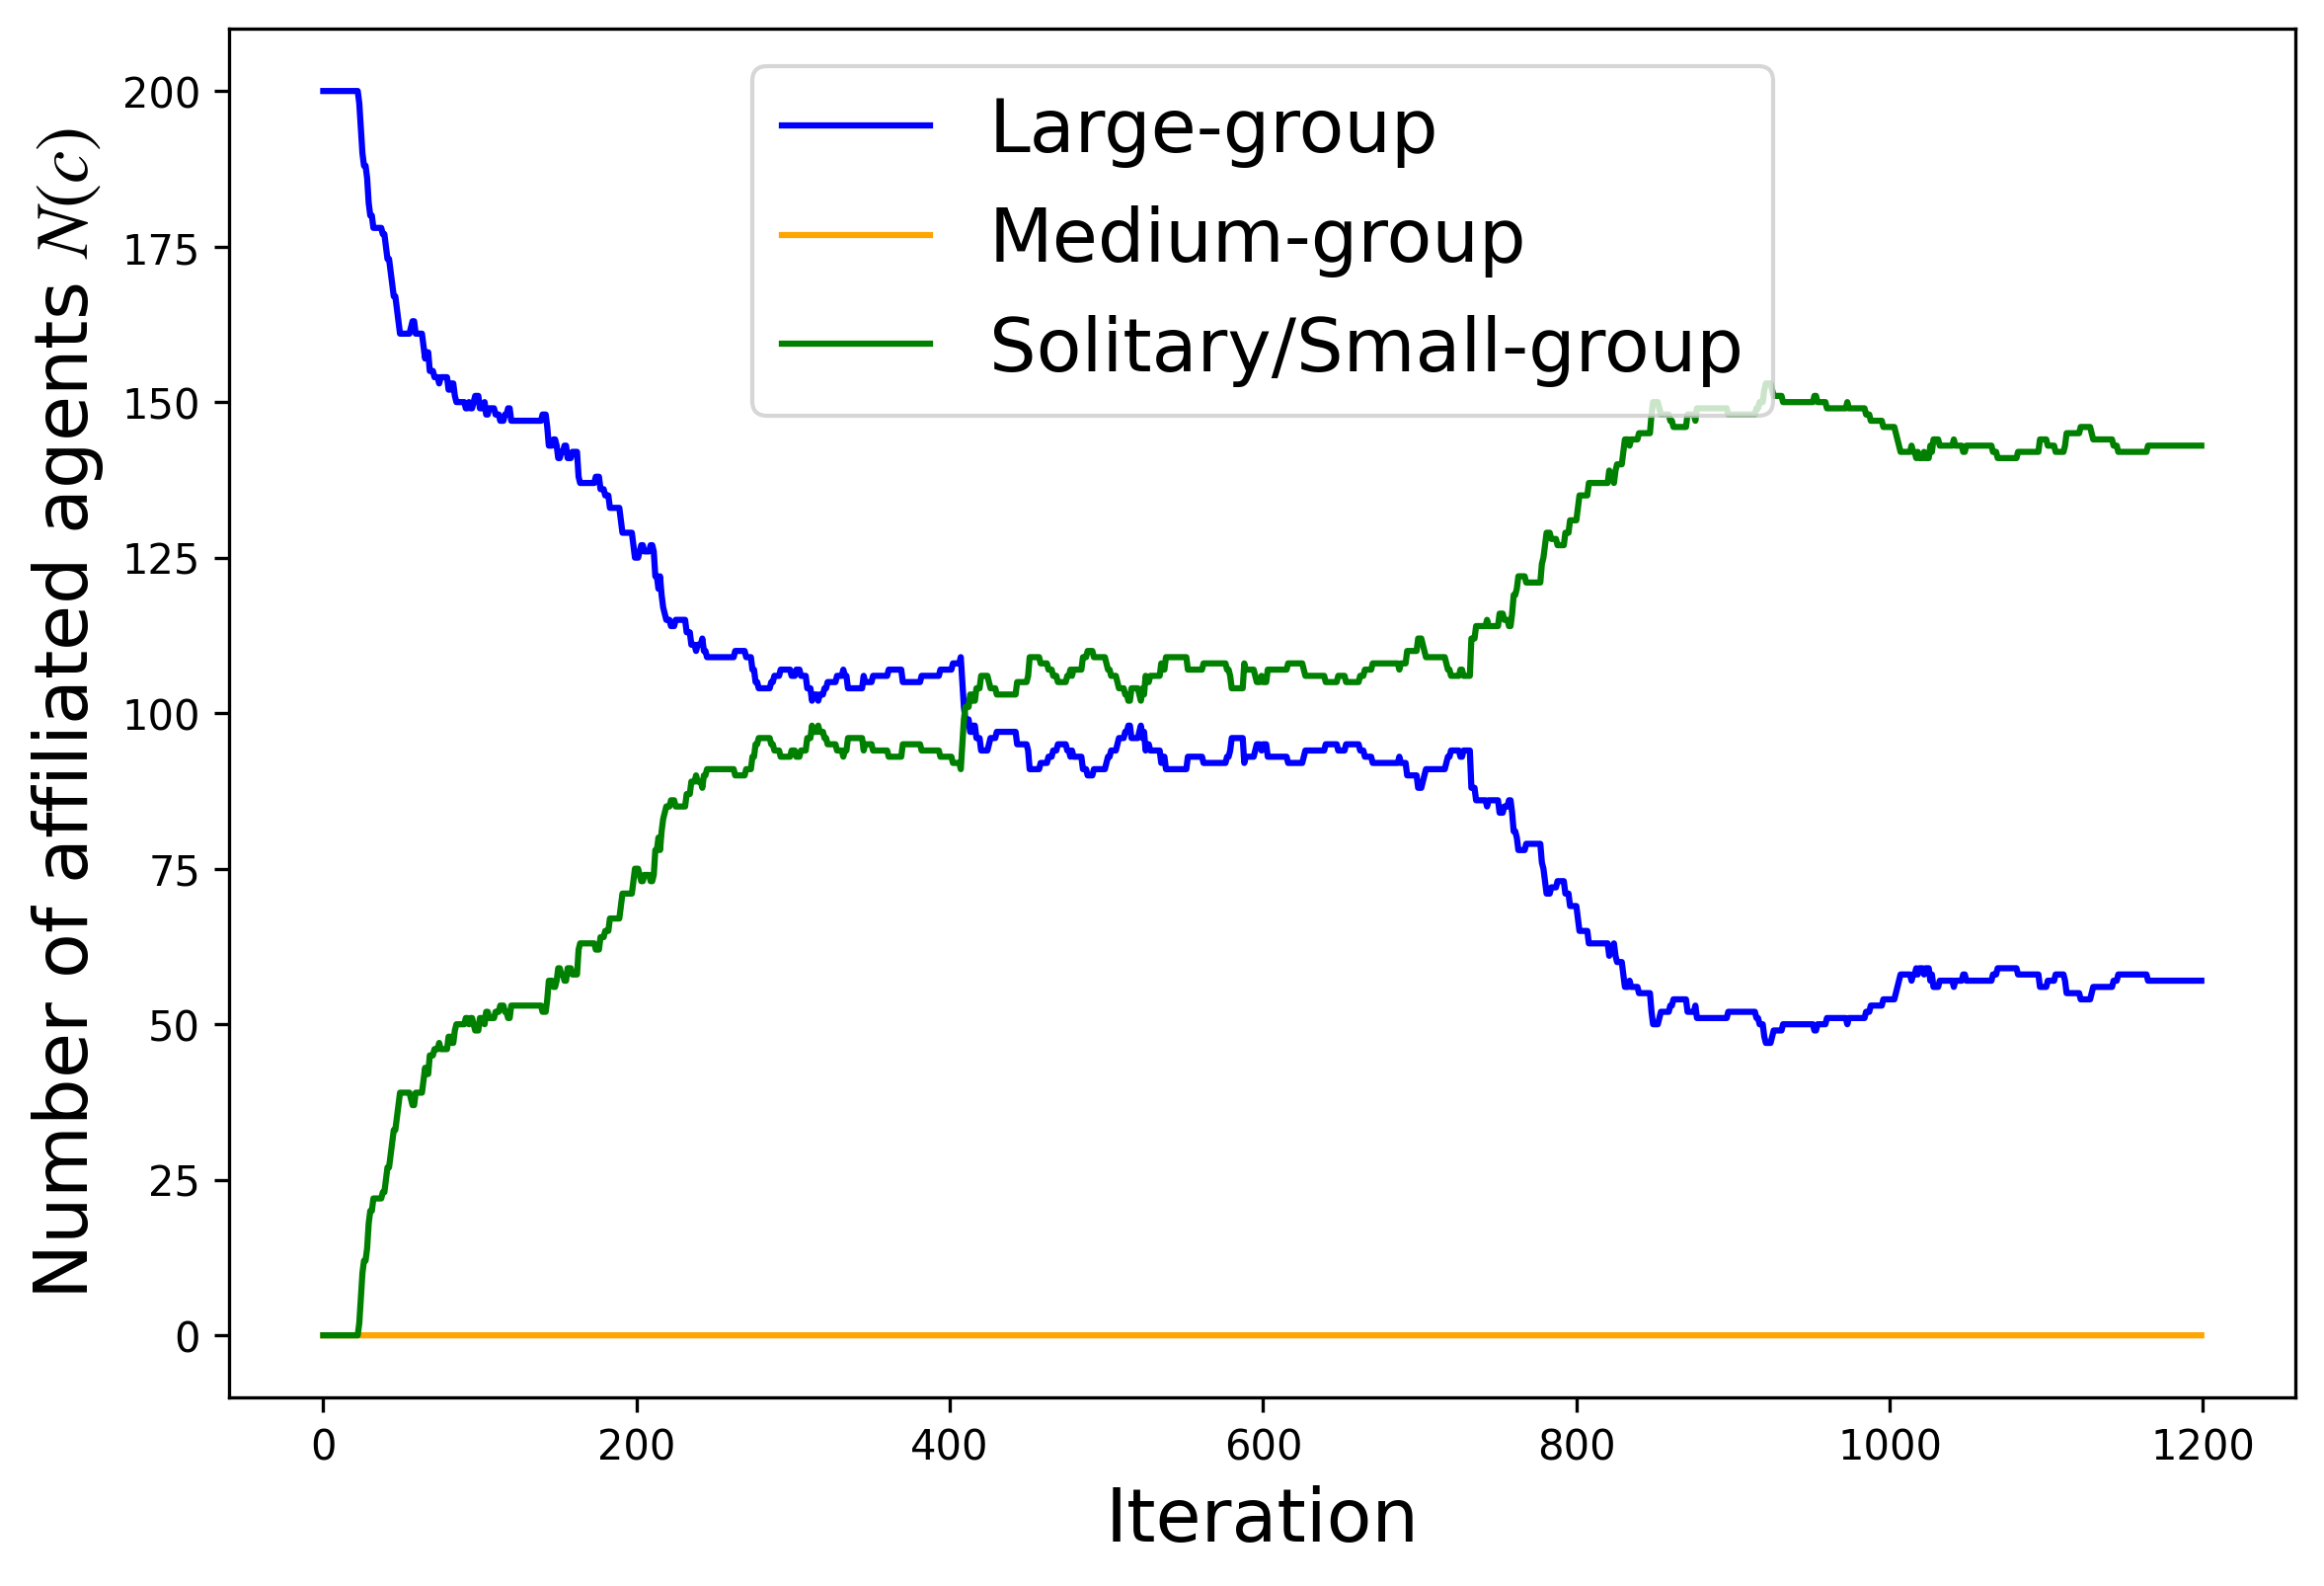 Number of affiliated agents N(c)
200
175
150
125
100
75
50
25
0
Large-group
Medium-group
Solitary/Small-group
0 200 400 600 800 1000 1200
Iteration